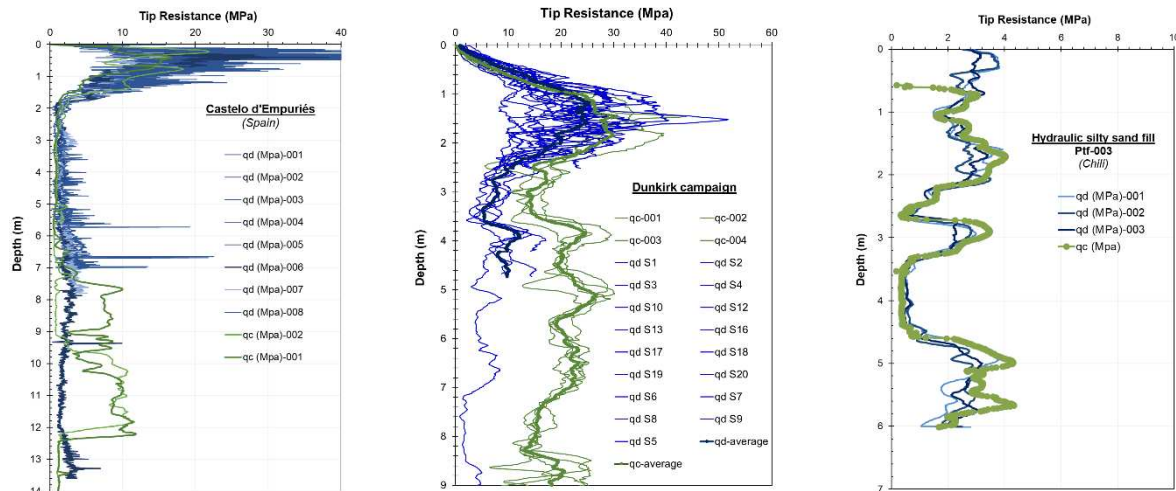 Tip Resistance (MPa)
0 10 20 30 40
0
1
2
3
4
5
6
7
8
9
10
11
12
13
14
Depth (m)
Castelo d'Empuriés
(Spain)
qd (Mpa)-001
qd (Mpa)-002
qd (Mpa)-003
qd (Mpa)-004
qd (Mpa)-005
qd (Mpa)-006
qd (Mpa)-007
qd (Mpa)-008
qc (Mpa)-002
qc (Mpa)-001
Tip Resistance (Mpa)
0 10 20 30 40 50 60
0
1
2
3
4
5
6
7
8
9
Depth (m)
Dunkirk campaign
qc-001 qc-002
qc-003 qc-004
qd S1 qd S2
qd S3 qd S4
qd S10 qd S12
qd S13 qd S16
qd S17 qd S18
qd S19 qd S20
qd S6 qd S7
qd S8 qd S9
qd S5 qd-average
qc-average
Tip Resistance (MPa)
0 2 4 6 8 10
0
1
2
3
4
5
6
7
Depth (m)
Hydraulic silty sand fill
Ptf-003
(Chili)
qd (MPa)-001
qd (MPa)-002
qd (MPa)-003
qc (Mpa)